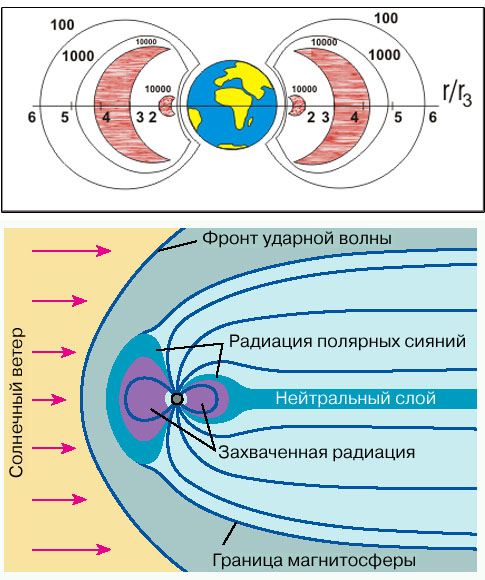 100
100
1000
10000
10000
1000
10000
10000
r/r₃
6 5 4 3 2 2 3 4 5 6
Фронт ударной волны
Радиация полярных сияний
Солнечный ветер
Нейтральный слой
Захваченная радиация
Граница магнитосферы